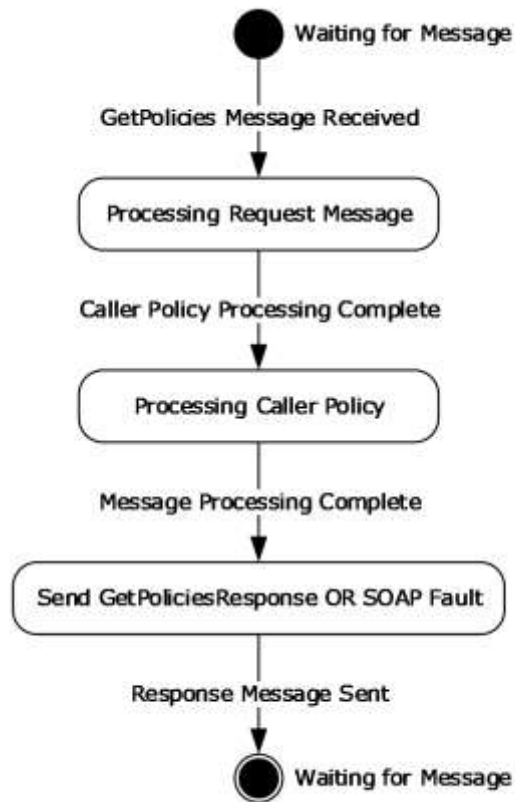 Waiting for Message
GetPolicies Message Received
Processing Request Message
Caller Policy Processing Complete
Processing Caller Policy
Message Processing Complete
Send GetPoliciesResponse OR SOAP Fault
Response Message Sent
Waiting for Message